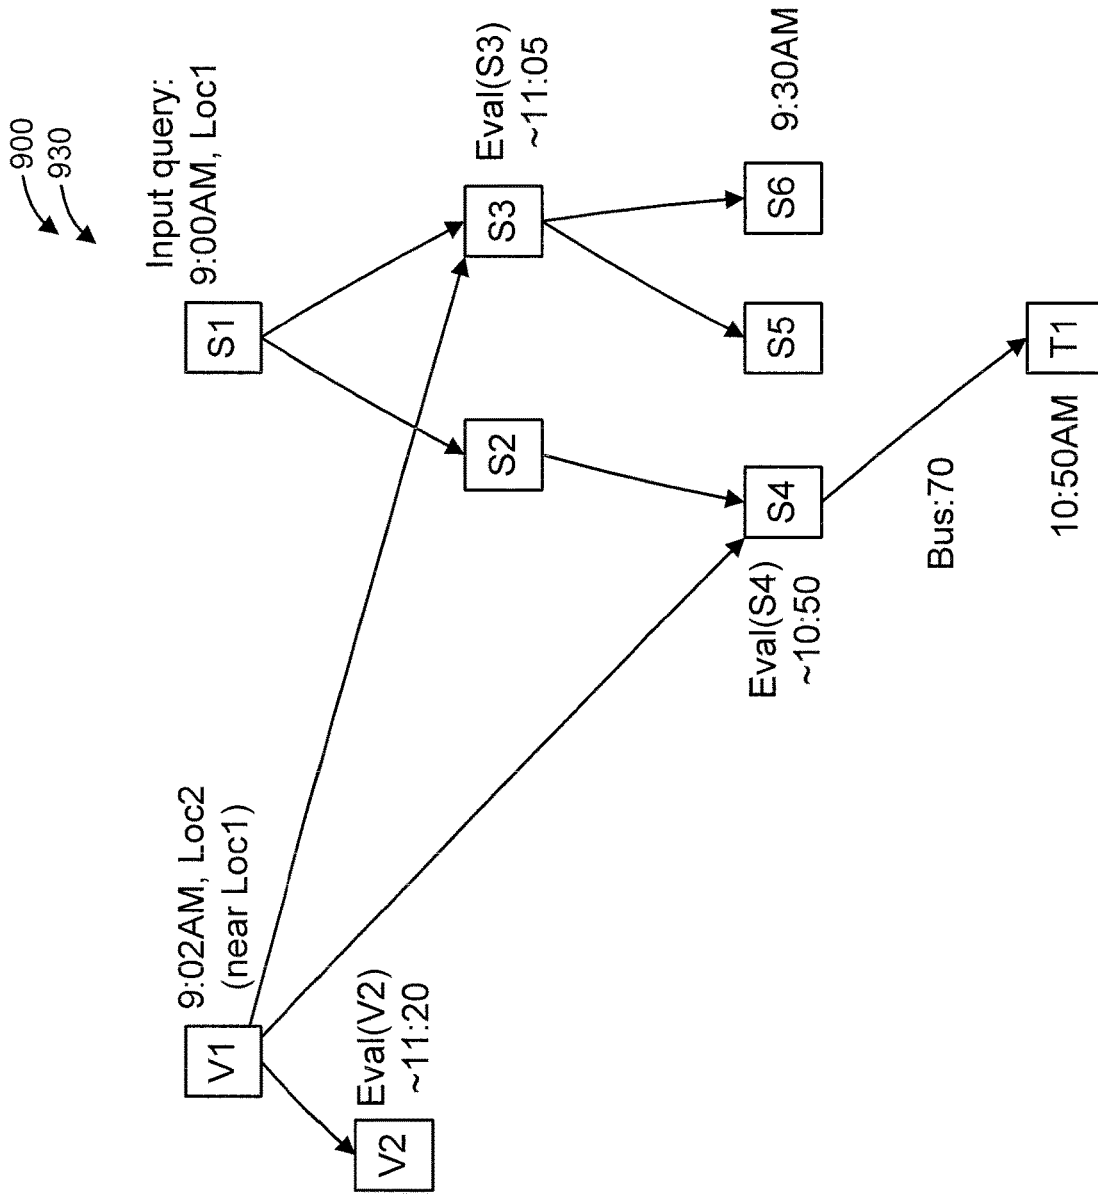 900
930
Input query:
9:00AM, Loc1
9:02AM, Loc2
(near Loc1)
V1
S1
V2
Eval(V2)
~11:20
S2
S3
Eval(S3)
~11:05
Eval(S4)
~10:50
S4
S5
S6
9:30AM
Bus:70
10:50AM
T1